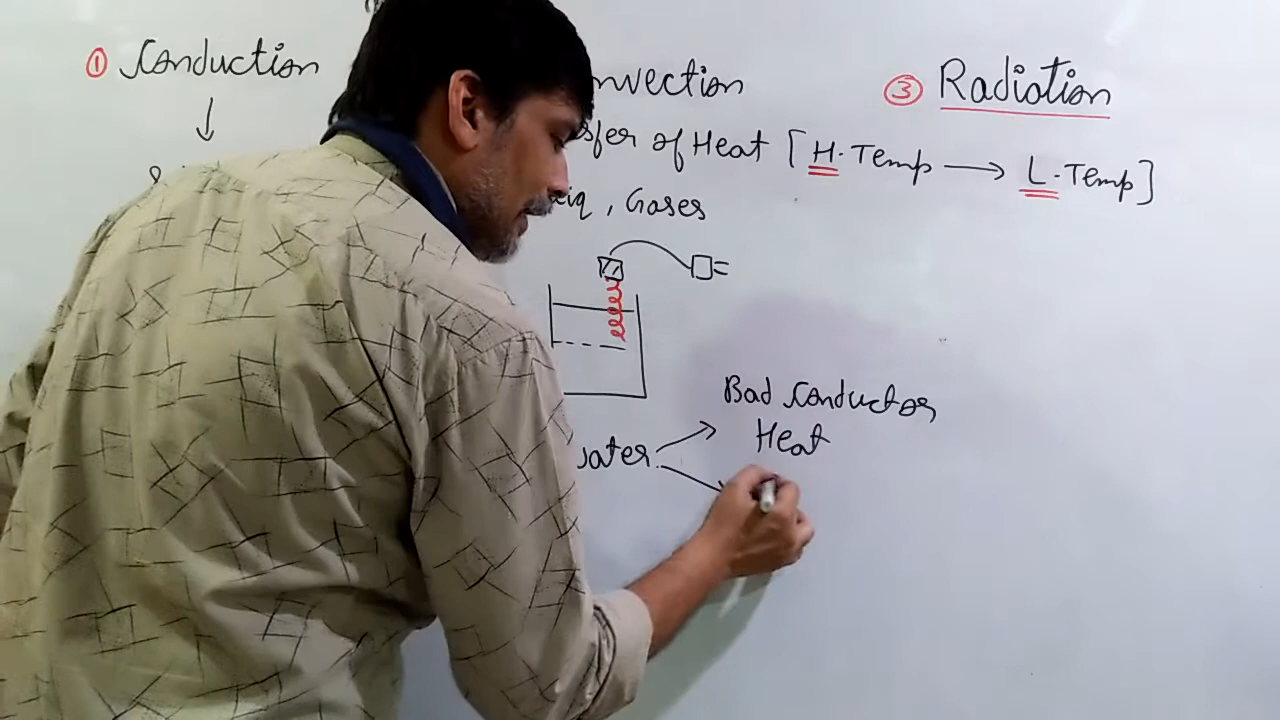 ① Conduction
nvection
③ Radiation
sfer of Heat [H. Temp → L. Temp]
iq, Gases
Bad Conductor
Heat
ater